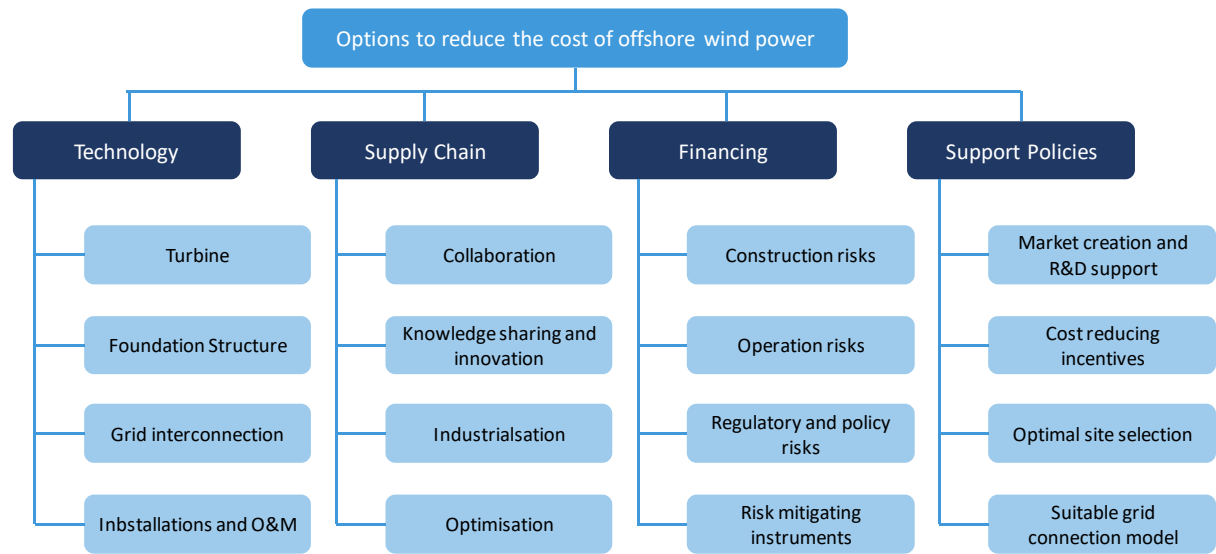 Options to reduce the cost of offshore wind power
Technology
Supply Chain
Financing
Support Policies
Turbine
Foundation Structure
Grid interconnection
Inbstallations and O&M
Collaboration
Knowledge sharing and
innovation
Industrialsation
Optimisation
Construction risks
Operation risks
Regulatory and policy
risks
Risk mitigating
instruments
Market creation and
R&D support
Cost reducing
incentives
Optimal site selection
Suitable grid
connection model